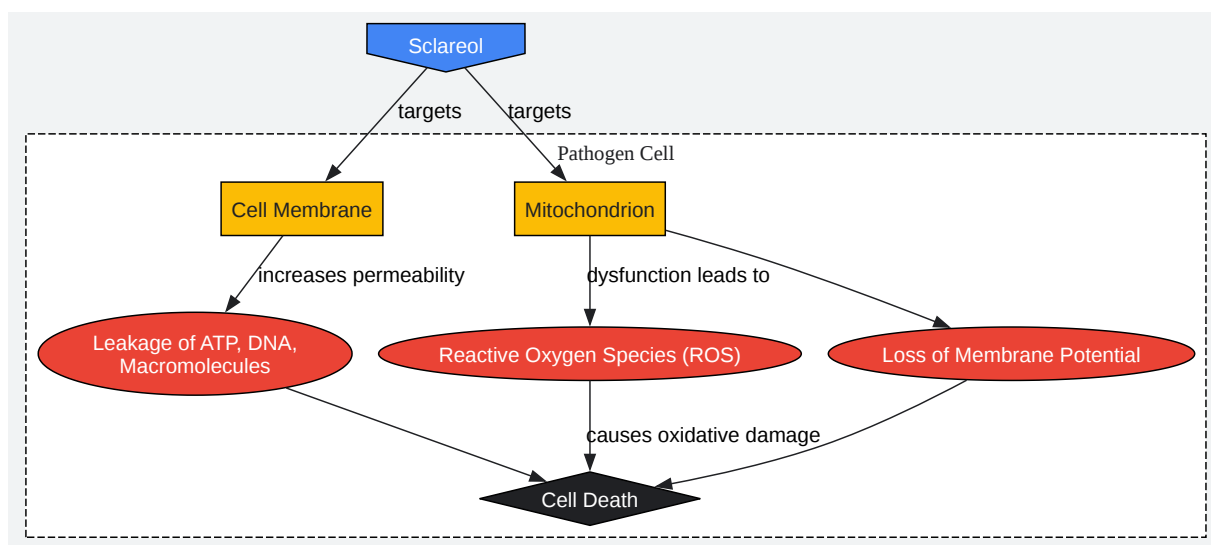 Sclareol
targets
targets
Pathogen Cell
Cell Membrane
Mitochondrion
increases permeability
dysfunction leads to
Leakage of ATP, DNA,
Macromolecules
Reactive Oxygen Species (ROS)
Loss of Membrane Potential
causes oxidative damage
Cell Death